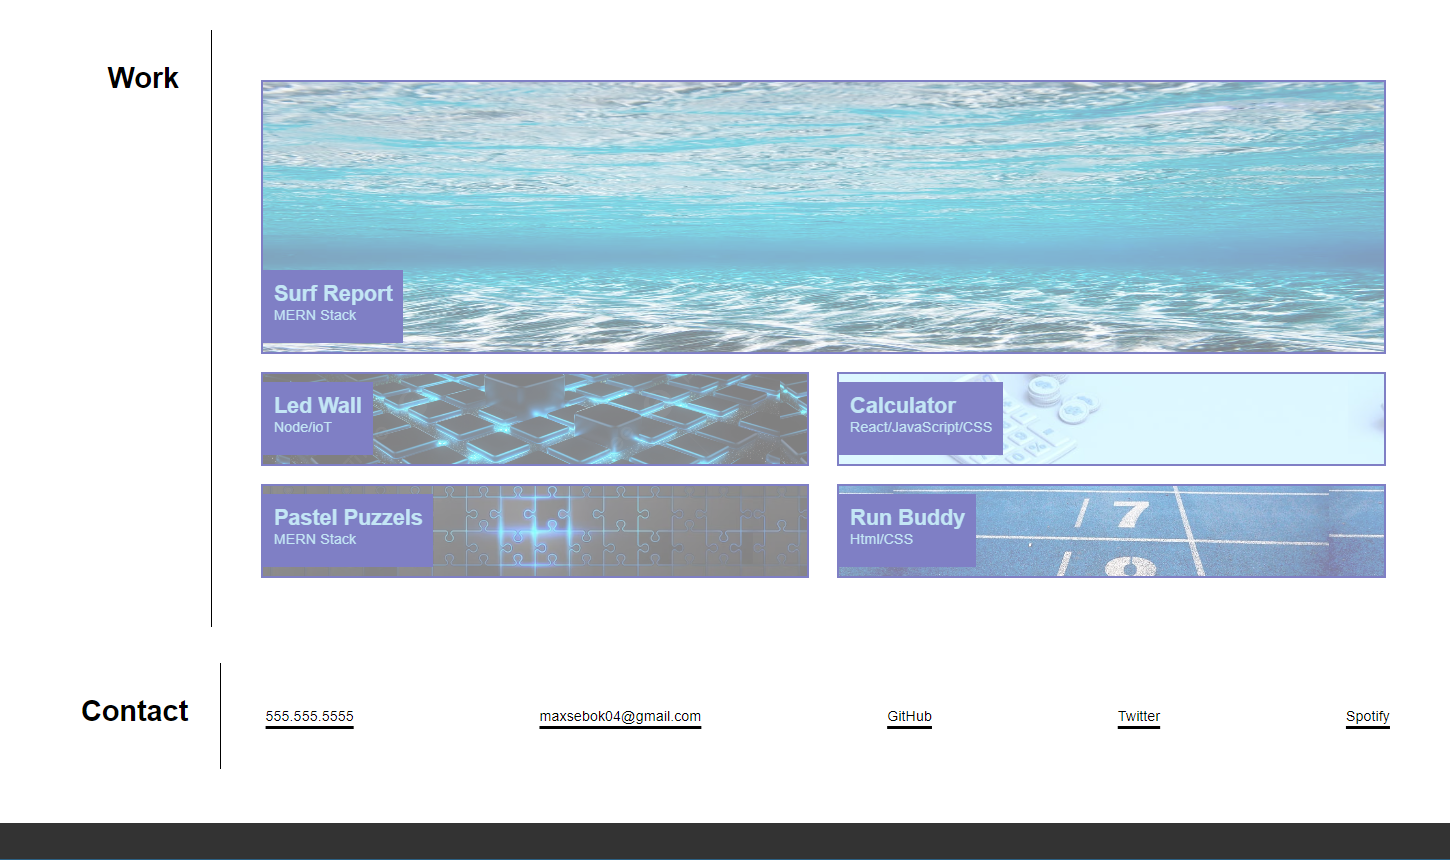 Work
Surf Report
MERN Stack
Led Wall
Node/ioT
Calculator
React/JavaScript/CSS
%
Pastel Puzzels
MERN Stack
Run Buddy
Html/CSS
7
Contact
555.555.5555
maxsebok04@gmail.com
GitHub
Twitter
Spotify